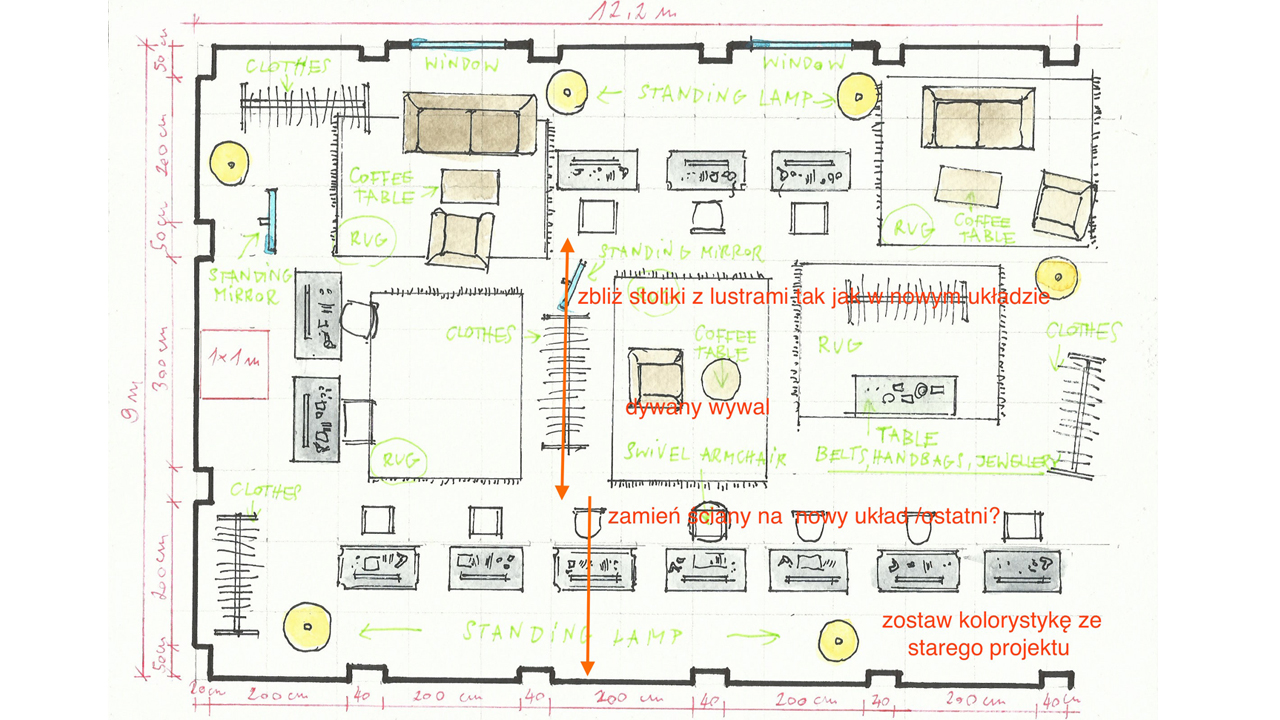 12,2 m
50 cm
CLOTHES
WINDOW
WINDOW
STANDING LAMP
200 cm
COFFEE
TABLE
RUG
RUG
COFFEE
TABLE
50 cm
STANDING
MIRROR
STANDING MIRROR
zbliż stoliki z lustrami tak jak w nowym układzie
CLOTHES
COFFEE
TABLE
RUG
CLOTHES
1x1m
300 cm
9 m
dywany wywal
TABLE
BELTS, HANDBAGS, JEWELLERY
SWIVEL ARMCHAIR
RUG
CLOTHES
zamień ściany na nowy układ /ostatni?
200 cm
STANDING LAMP
zostaw kolorystykę ze
starego projektu
50 cm
20 cm
200 cm
40
200 cm
40
200 cm
40
200 cm
40
200 cm
40 cm